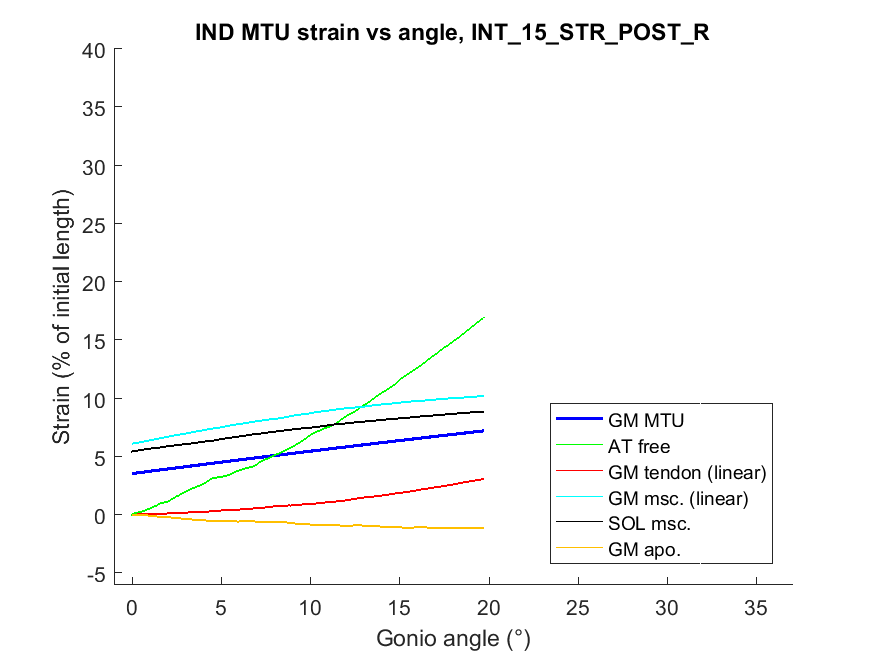 IND MTU strain vs angle, INT_15_STR_POST_R
Strain (% of initial length)
40
35
30
25
20
15
10
5
0
-5
0 5 10 15 20 25 30 35
Gonio angle (°)
GM MTU
AT free
GM tendon (linear)
GM msc. (linear)
SOL msc.
GM apo.